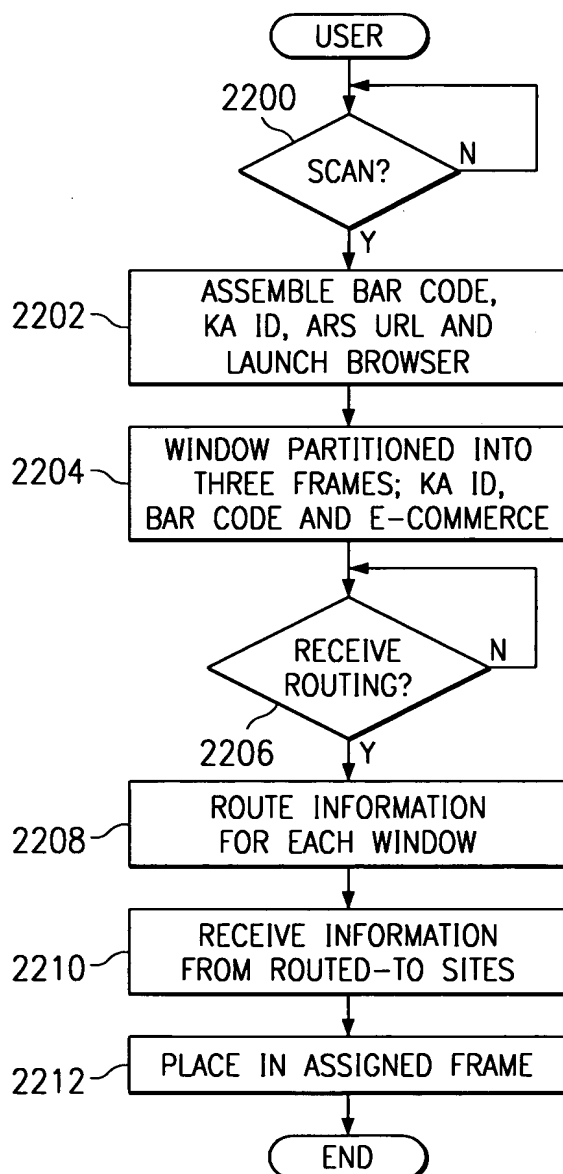 USER
2200
SCAN?
N
Y
2202
ASSEMBLE BAR CODE,
KA ID, ARS URL AND
LAUNCH BROWSER
2204
WINDOW PARTITIONED INTO
THREE FRAMES; KA ID,
BAR CODE AND E-COMMERCE
RECEIVE
ROUTING?
N
2206
Y
2208
ROUTE INFORMATION
FOR EACH WINDOW
2210
RECEIVE INFORMATION
FROM ROUTED-TO SITES
2212
PLACE IN ASSIGNED FRAME
END